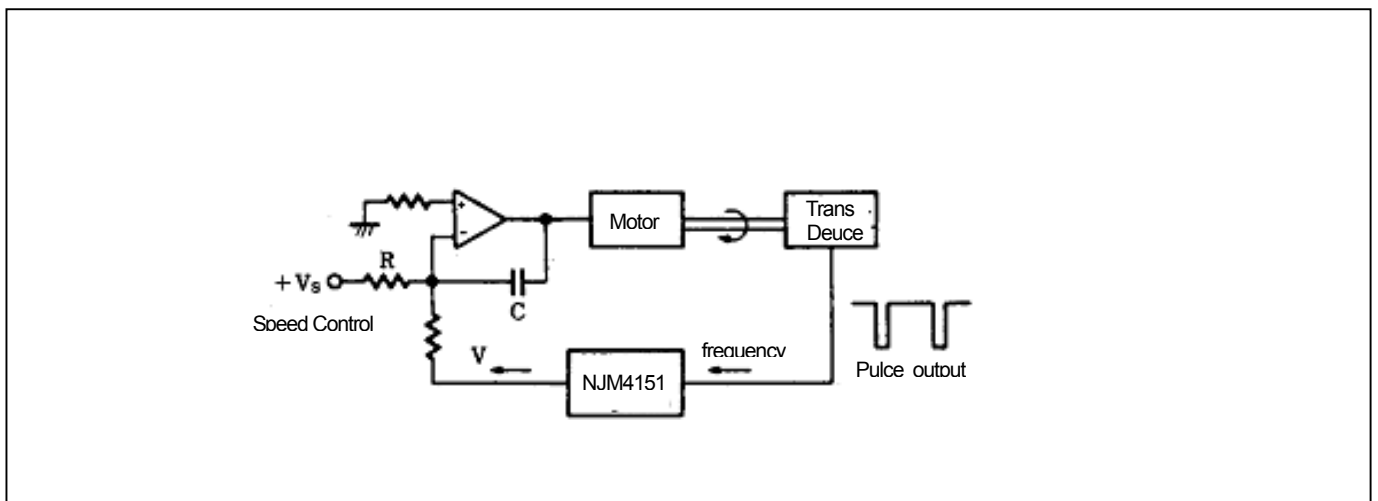 +
-
Motor
Trans
Deuce
R
+Vs
C
Speed Control
V
frequency
NJM4151
Pulce output